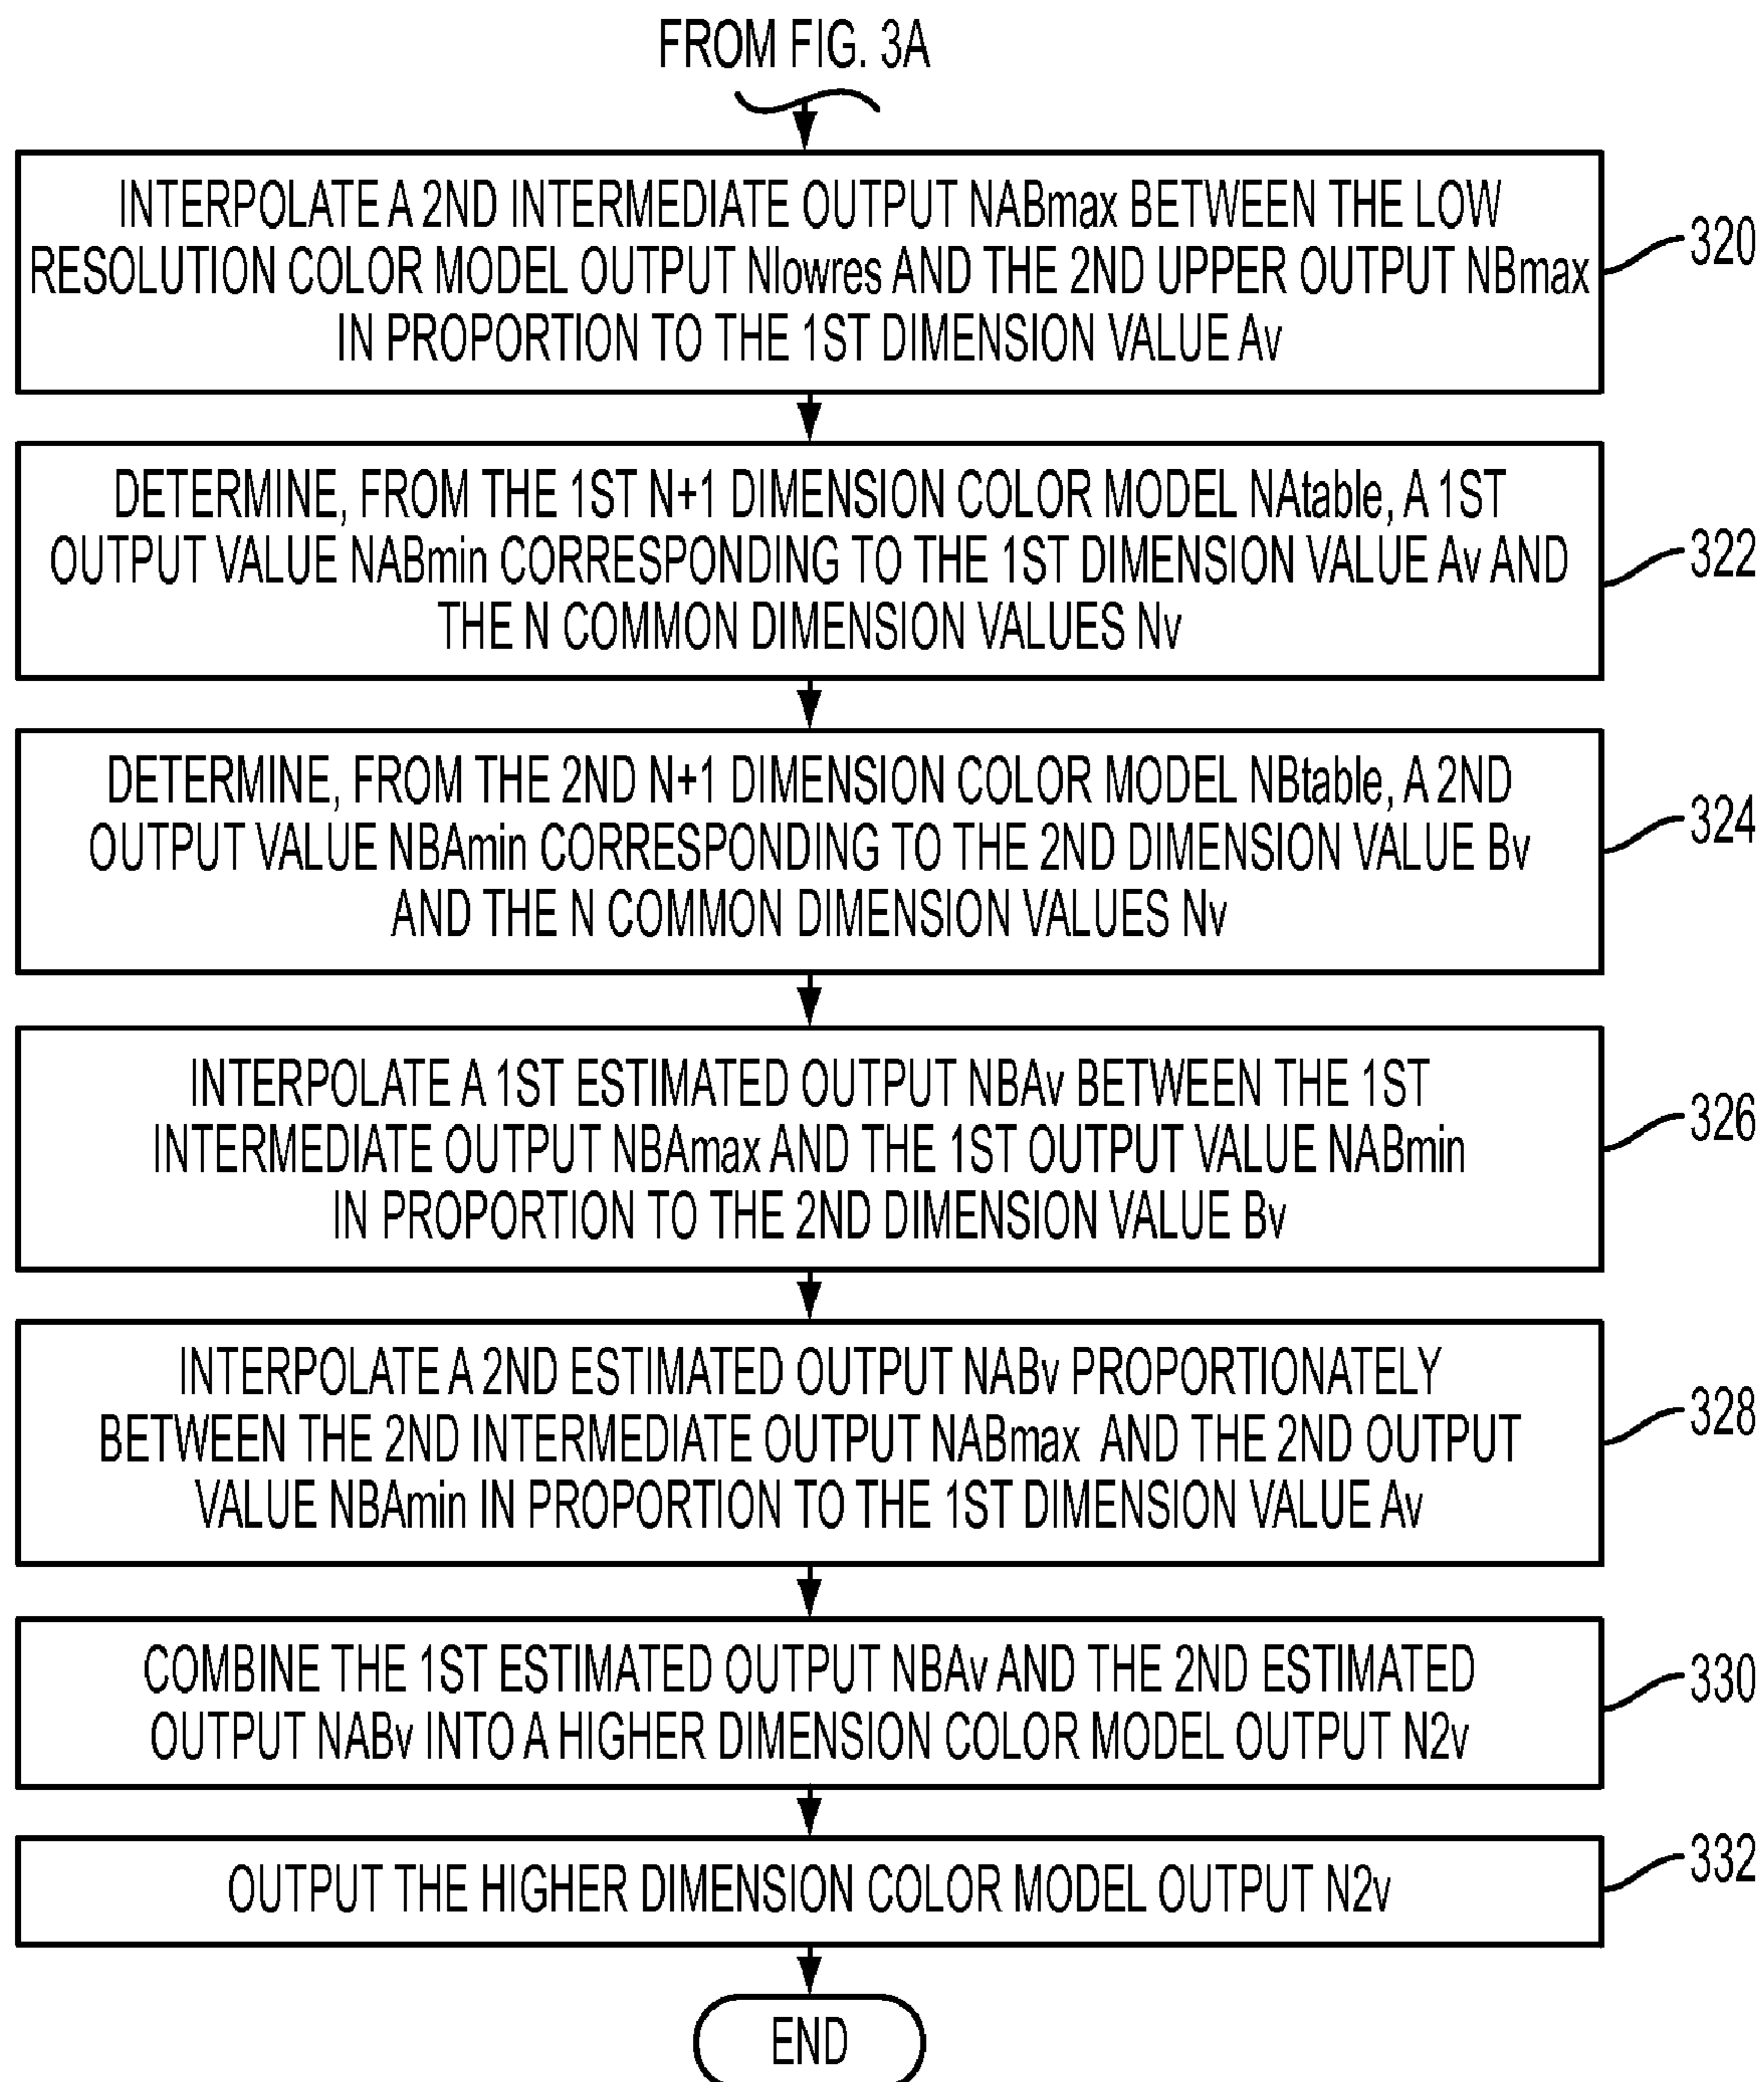 FROM FIG. 3A
INTERPOLATE A 2ND INTERMEDIATE OUTPUT NABmax BETWEEN THE LOW
RESOLUTION COLOR MODEL OUTPUT Nlowres AND THE 2ND UPPER OUTPUT NBmax
IN PROPORTION TO THE 1ST DIMENSION VALUE Av
320
DETERMINE, FROM THE 1ST N+1 DIMENSION COLOR MODEL NAtable, A 1ST
OUTPUT VALUE NABmin CORRESPONDING TO THE 1ST DIMENSION VALUE Av AND
THE N COMMON DIMENSION VALUES Nv
322
DETERMINE, FROM THE 2ND N+1 DIMENSION COLOR MODEL NBtable, A 2ND
OUTPUT VALUE NBAmin CORRESPONDING TO THE 2ND DIMENSION VALUE Bv
AND THE N COMMON DIMENSION VALUES Nv
324
INTERPOLATE A 1ST ESTIMATED OUTPUT NBAv BETWEEN THE 1ST
INTERMEDIATE OUTPUT NBAmax AND THE 1ST OUTPUT VALUE NABmin
IN PROPORTION TO THE 2ND DIMENSION VALUE Bv
326
INTERPOLATE A 2ND ESTIMATED OUTPUT NABv PROPORTIONATELY
BETWEEN THE 2ND INTERMEDIATE OUTPUT NABmax AND THE 2ND OUTPUT
VALUE NBAmin IN PROPORTION TO THE 1ST DIMENSION VALUE Av
328
COMBINE THE 1ST ESTIMATED OUTPUT NBAv AND THE 2ND ESTIMATED
OUTPUT NABv INTO A HIGHER DIMENSION COLOR MODEL OUTPUT N2v
330
OUTPUT THE HIGHER DIMENSION COLOR MODEL OUTPUT N2v
332
END